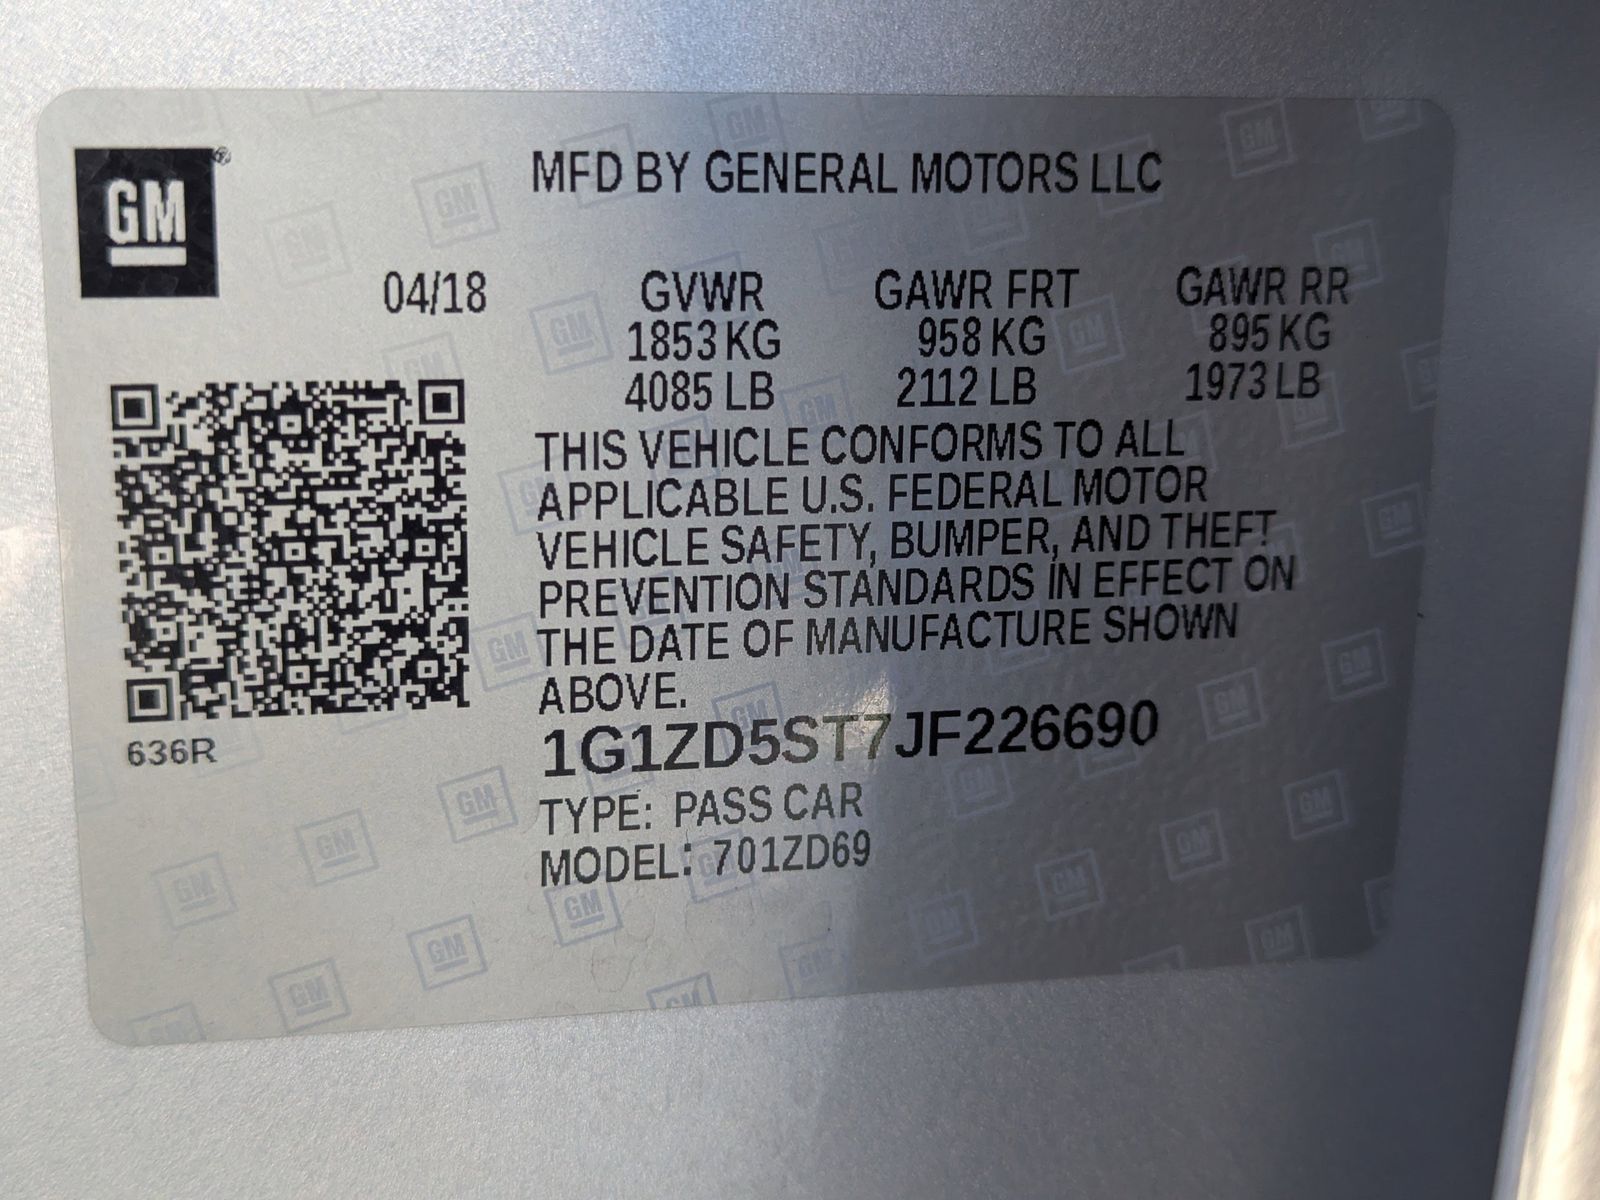 GM
MFD BY GENERAL MOTORS LLC
04/18 GVWR GAWR FRT GAWR RR
1853 KG 958 KG 895 KG
4085 LB 2112 LB 1973 LB
THIS VEHICLE CONFORMS TO ALL
APPLICABLE U.S. FEDERAL MOTOR
VEHICLE SAFETY, BUMPER, AND THEFT
PREVENTION STANDARDS IN EFFECT ON
THE DATE OF MANUFACTURE SHOWN
ABOVE.
636R
1G1ZD5ST7JF226690
TYPE: PASS CAR
MODEL: 701ZD69